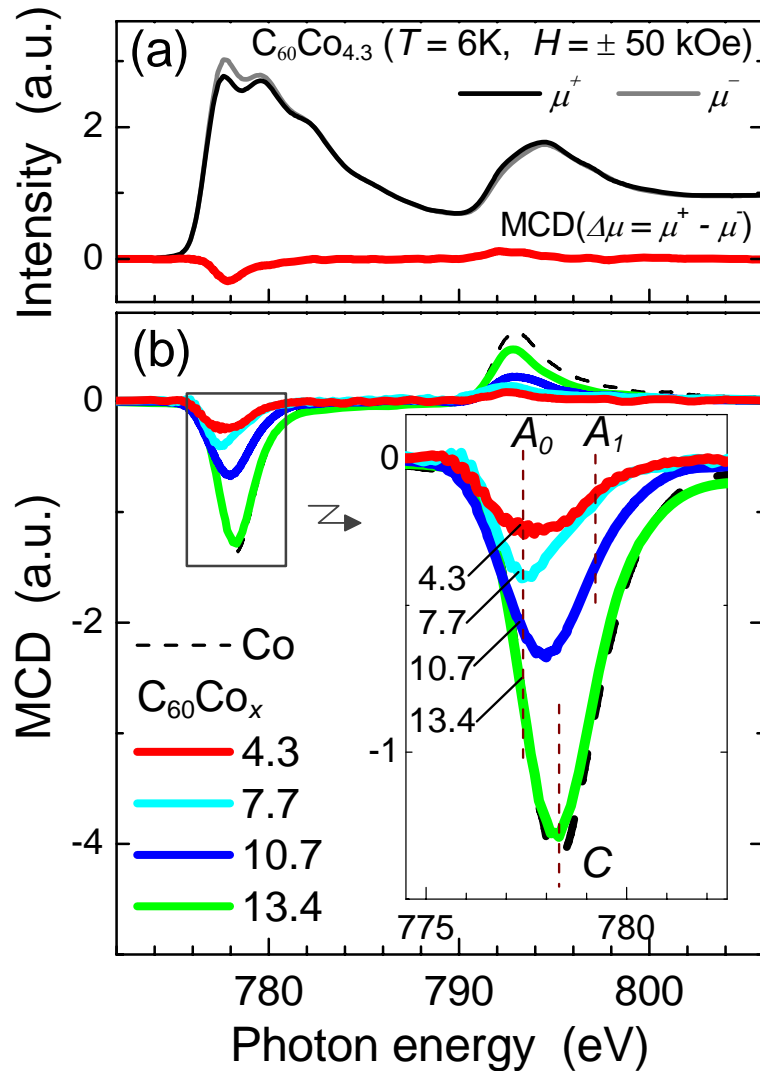 (a)
C₆₀Co₄.₃ (T = 6K, H = ± 50 kOe)
μ⁺ μ⁻
MCD(Δμ = μ⁺ - μ⁻)
Intensity (a.u.)
2
0
(b)
0
-2
-4
MCD (a.u.)
Co
C₆₀Coₓ
4.3
7.7
10.7
13.4
A₀ A₁
0
4.3
7.7
10.7
13.4
-1
C
775 780
780 790 800
Photon energy (eV)